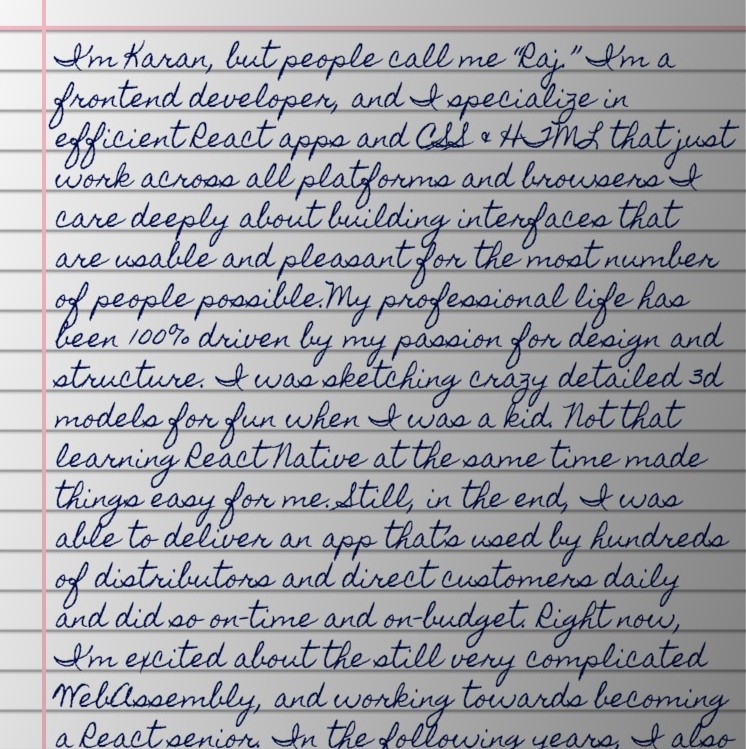 I'm Karan, but people call me "Raj." I'm a
frontend developer, and I specialize in
efficient React apps and CSS & HTML that just
work across all platforms and browsers I
care deeply about building interfaces that
are usable and pleasant for the most number
of people possible.My professional life has
been 100% driven by my passion for design and
structure. I was sketching crazy detailed 3d
models for fun when I was a kid. Not that
learning React Native at the same time made
things easy for me. Still, in the end, I was
able to deliver an app that's used by hundreds
of distributors and direct customers daily
and did so on-time and on-budget. Right now,
I'm excited about the still very complicated
WebAssembly, and working towards becoming
a React senior. In the following years, I also